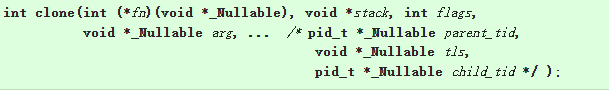 int clone(int (*fn)(void *_Nullable), void *stack, int flags,
void *_Nullable arg, ... /* pid_t *_Nullable parent_tid,
void *_Nullable tls,
pid_t *_Nullable child_tid */ );